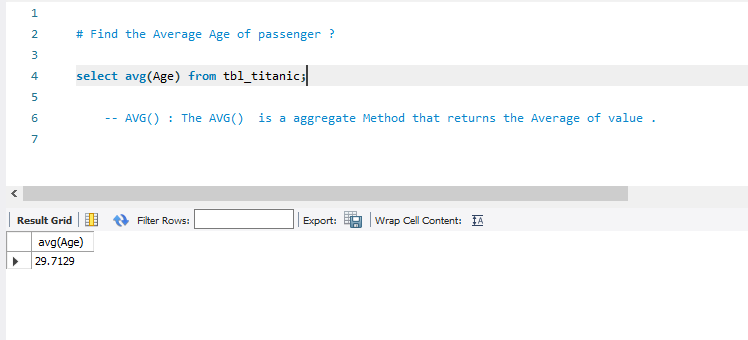 1
2 # Find the Average Age of passenger ?
3
4 select avg(Age) from tbl_titanic;
5
6 -- AVG() : The AVG()  is a aggregate Method that returns the Average of value .
7
Result Grid Filter Rows: Export: Wrap Cell Content: IA
avg(Age)
29.7129